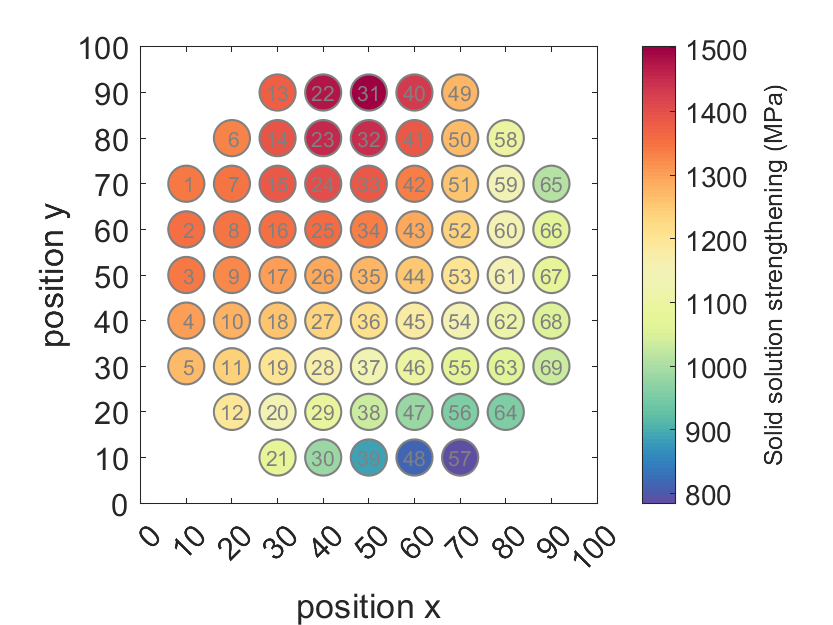 100
90
80
70
60
50
40
30
20
10
0
position y
13 22 31 40 49
6 14 23 32 41 50 58
1 7 15 24 33 42 51 59 65
2 8 16 25 34 43 52 60 66
3 9 17 26 35 44 53 61 67
4 10 18 27 36 45 54 62 68
5 11 19 28 37 46 55 63 69
12 20 29 38 47 56 64
21 30 39 48 57
0 10 20 30 40 50 60 70 80 90 100
position x
1500
1400
1300
1200
1100
1000
900
800
Solid solution strengthening (MPa)